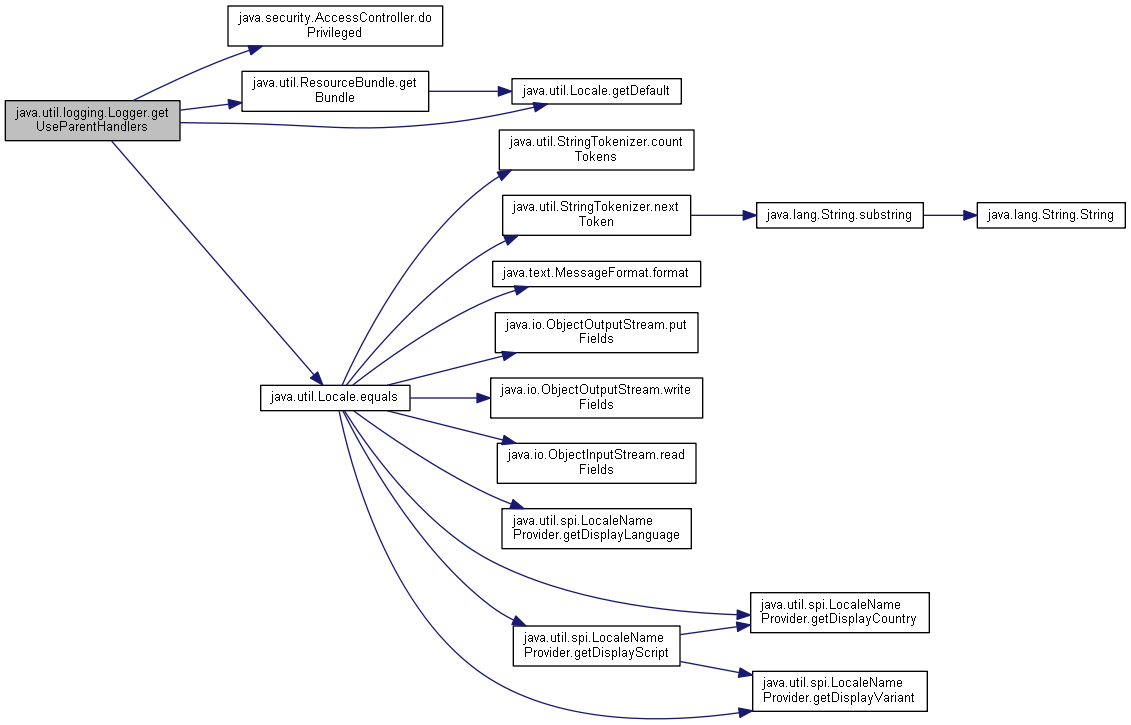 java.security.AccessController.do
Privileged
java.util.ResourceBundle.get
Bundle
java.util.Locale.getDefault
java.util.logging.Logger.get
UseParentHandlers
java.util.StringTokenizer.count
Tokens
java.util.StringTokenizer.next
Token
java.lang.String.substring
java.lang.String.String
java.text.MessageFormat.format
java.io.ObjectOutputStream.put
Fields
java.util.Locale.equals
java.io.ObjectOutputStream.write
Fields
java.io.ObjectInputStream.read
Fields
java.util.spi.LocaleName
Provider.getDisplayLanguage
java.util.spi.LocaleName
Provider.getDisplayCountry
java.util.spi.LocaleName
Provider.getDisplayScript
java.util.spi.LocaleName
Provider.getDisplayVariant